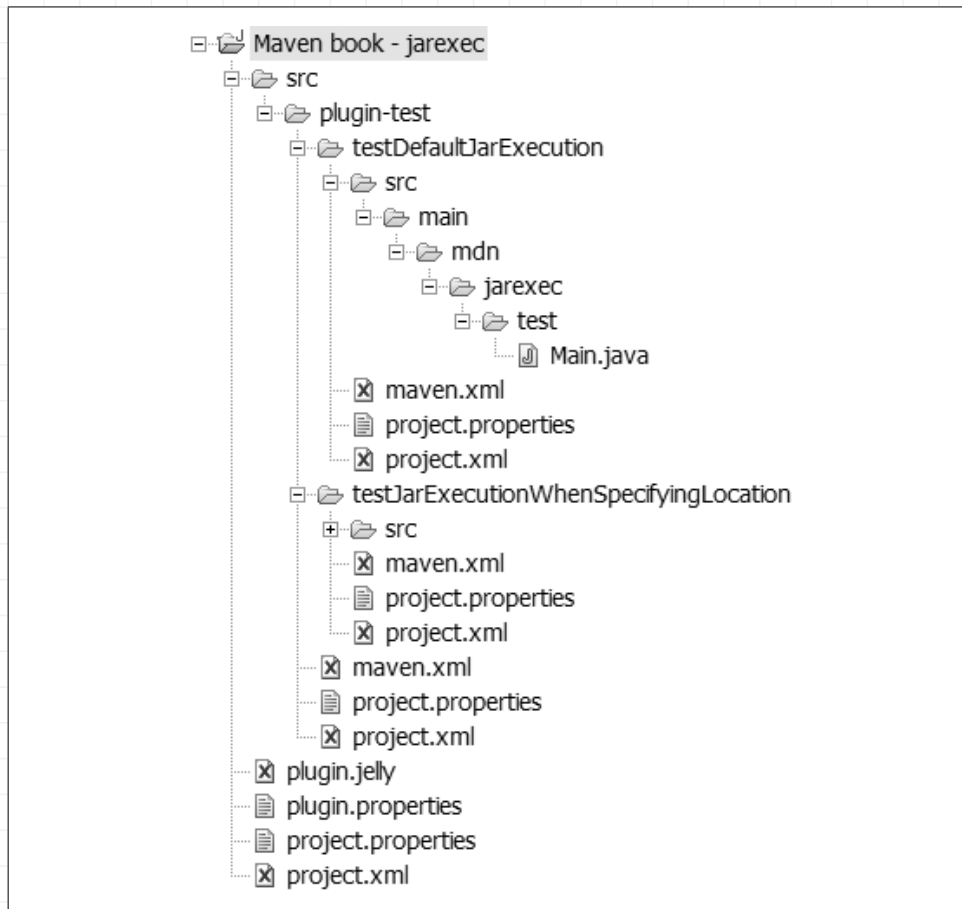 Maven book - jarexec
src
plugin-test
testDefaultJarExecution
src
main
mdn
jarexec
test
Main.java
maven.xml
project.properties
project.xml
testJarExecutionWhenSpecifyingLocation
src
maven.xml
project.properties
project.xml
maven.xml
project.properties
project.xml
plugin.jelly
plugin.properties
project.properties
project.xml